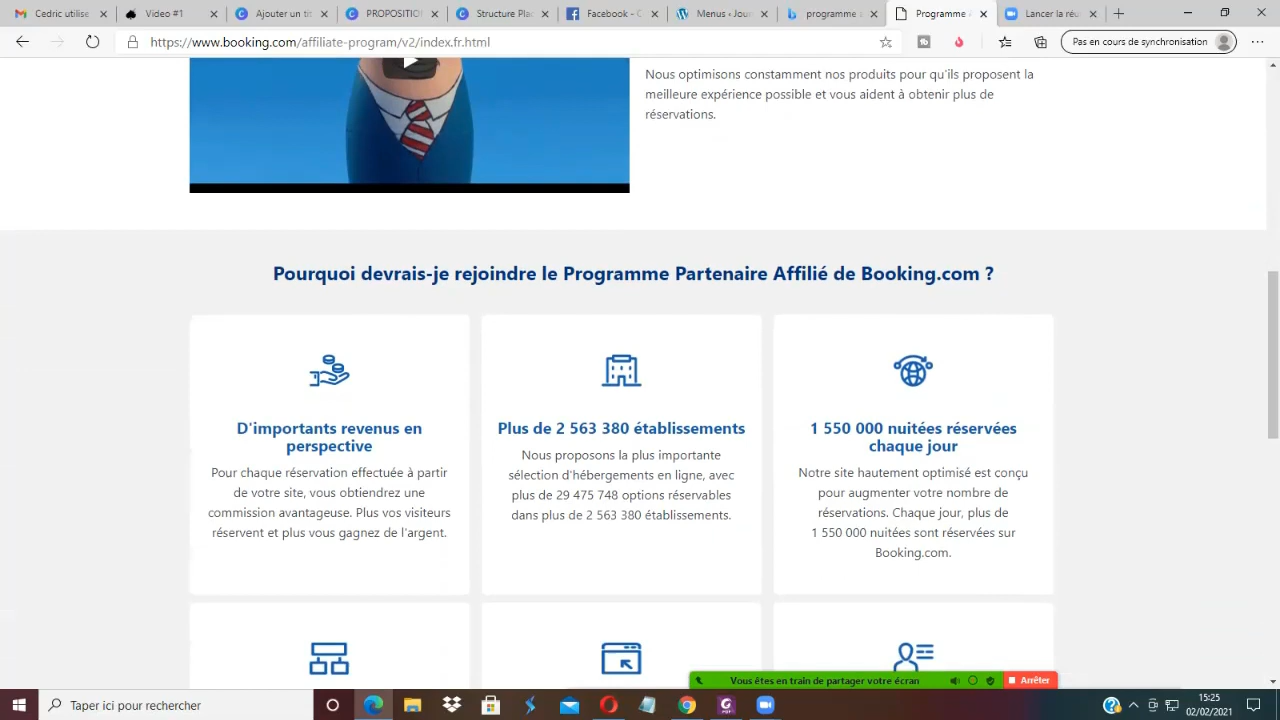 Cedric utilis
Video #1
Ajouter un tit
PROPOSITION
Structure Plac
Facebook - C
Menus ‹ Jour
programme a
Programme
Lancer la réu
https://www.booking.com/affiliate-program/v2/index.fr.html
Pas en cours de synchronisation
Nous optimisons constamment nos produits pour qu'ils proposent la
meilleure expérience possible et vous aident à obtenir plus de
réservations.
Pourquoi devrais-je rejoindre le Programme Partenaire Affilié de Booking.com ?
D'importants revenus en
perspective
Pour chaque réservation effectuée à partir
de votre site, vous obtiendrez une
commission avantageuse. Plus vos visiteurs
réservent et plus vous gagnez de l'argent.
Plus de 2 563 380 établissements
Nous proposons la plus importante
sélection d'hébergements en ligne, avec
plus de 29 475 748 options réservables
dans plus de 2 563 380 établissements.
1 550 000 nuitées réservées
chaque jour
Notre site hautement optimisé est conçu
pour augmenter votre nombre de
réservations. Chaque jour, plus de
1 550 000 nuitées sont réservées sur
Booking.com.
Vous êtes en train de partager votre écran
Arrêter
Taper ici pour rechercher
15:25
02/02/2021